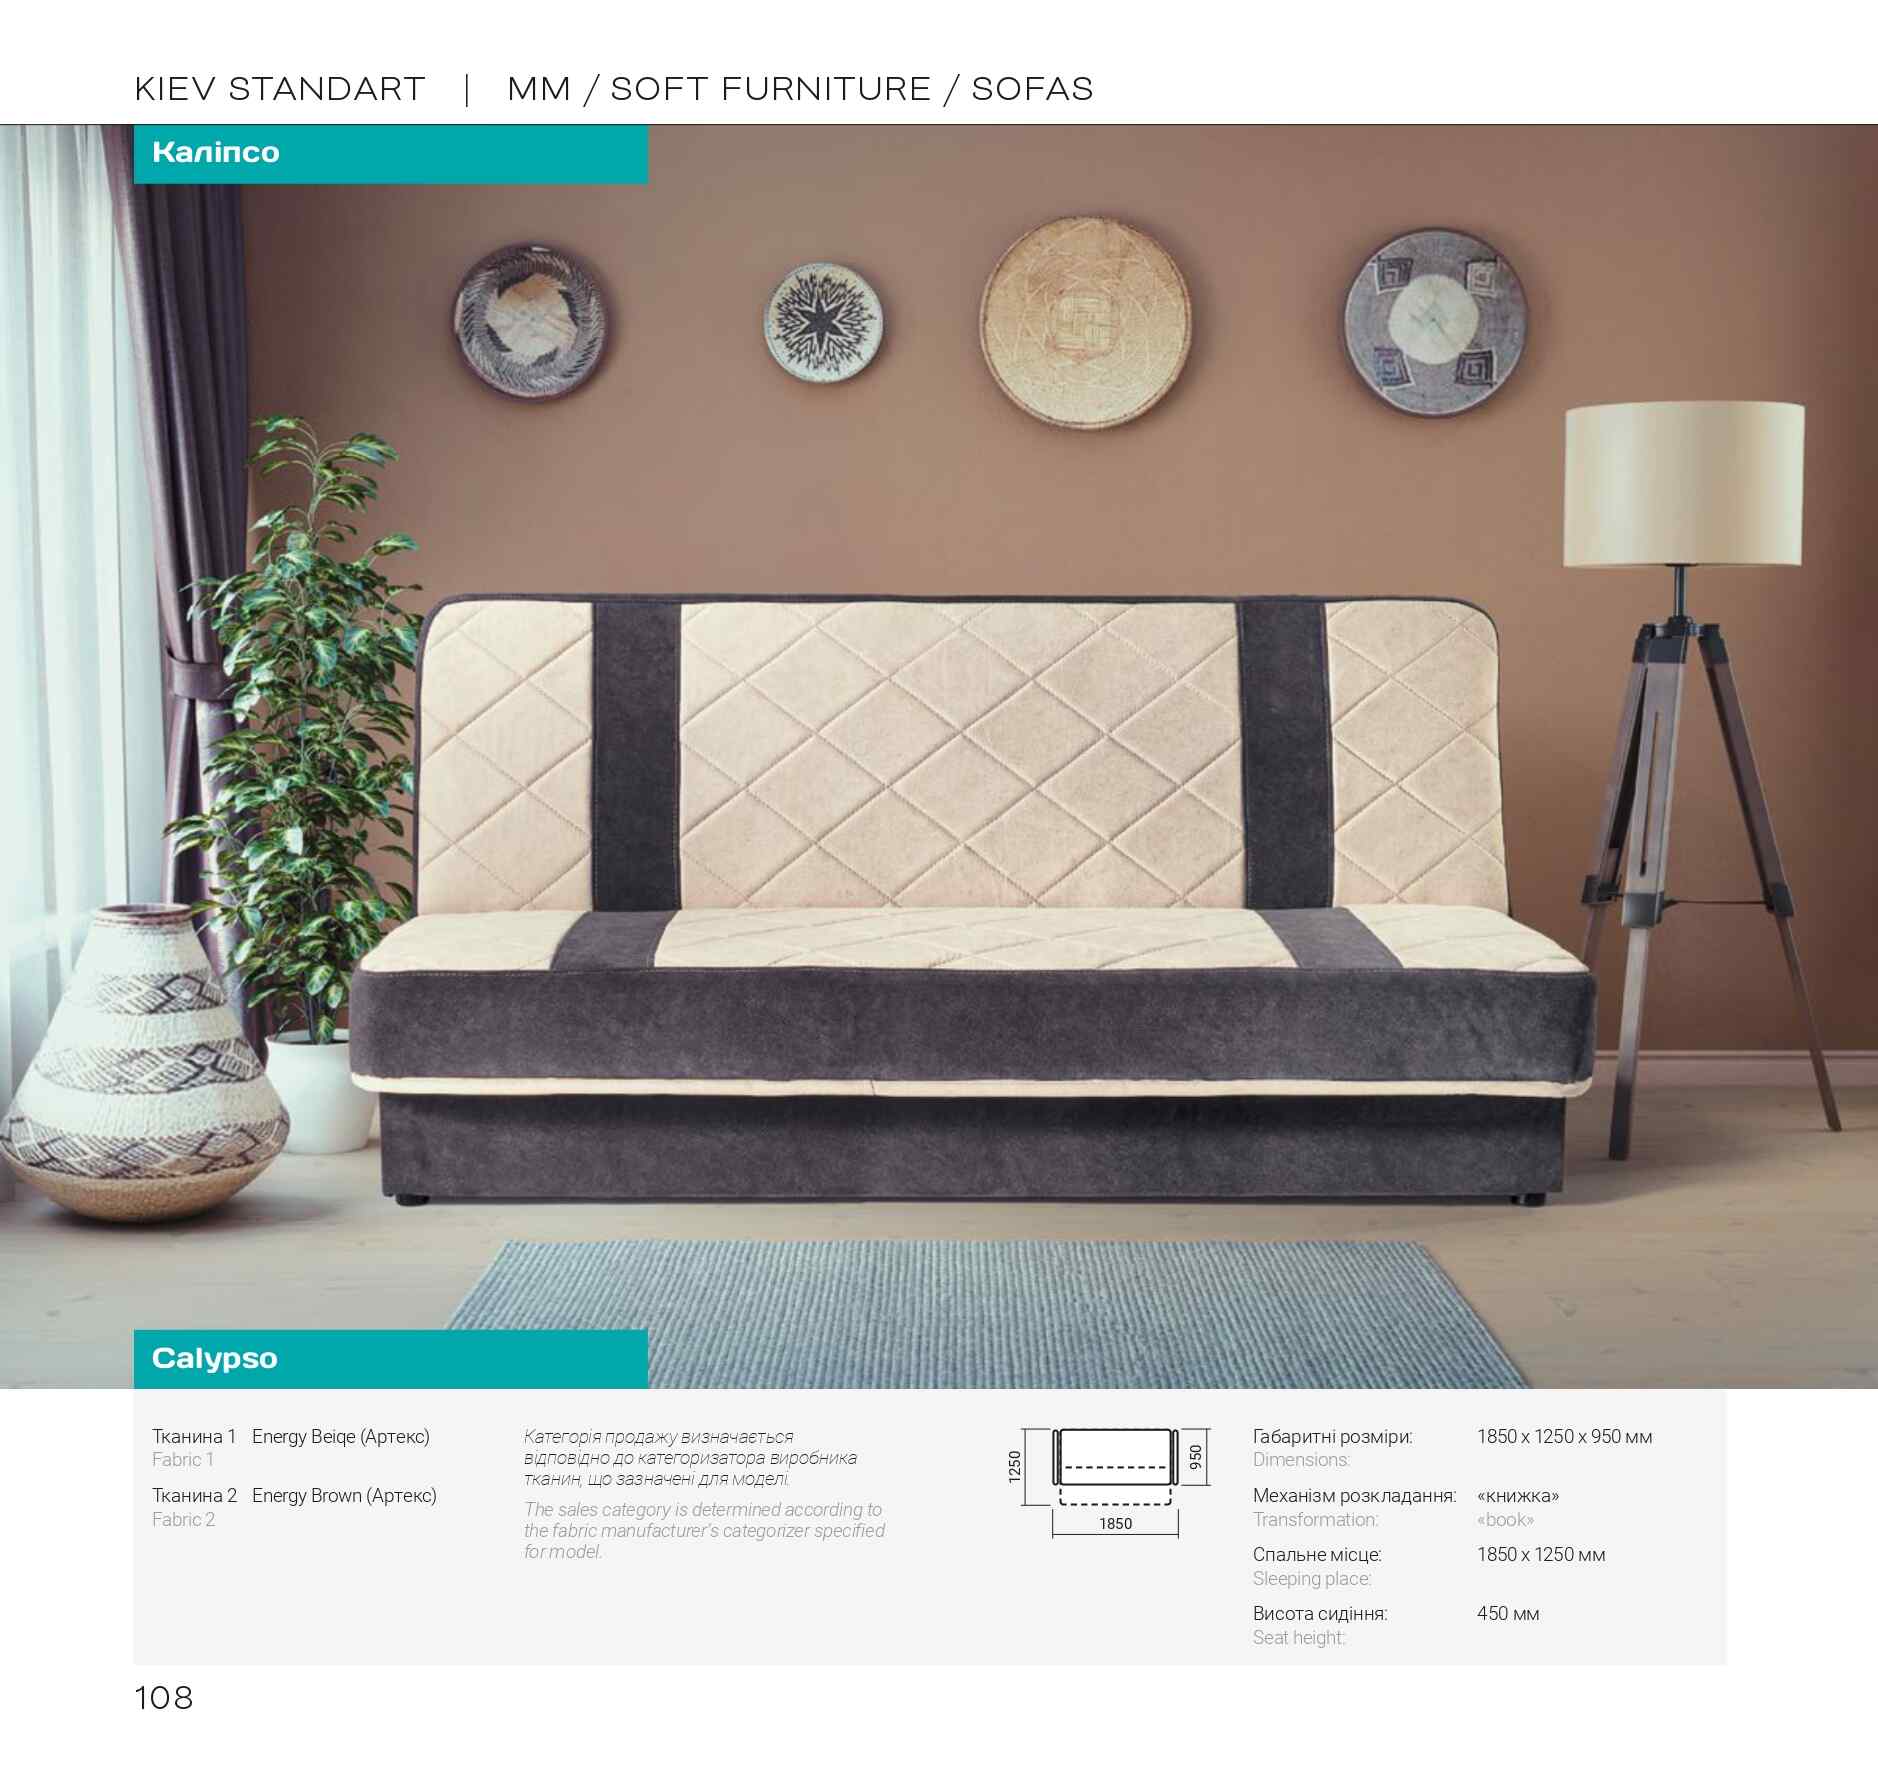 KIEV STANDART | MM / SOFT FURNITURE / SOFAS
Каліпсо
Calypso
Тканина 1 Energy Beiqe (Артекс)
Fabric 1
Тканина 2 Energy Brown (Артекс)
Fabric 2
Категорія продажу визначається
відповідно до категоризатора виробника
тканин, що зазначені для моделі.
The sales category is determined according to
the fabric manufacturer's categorizer specified
for model.
1250
950
1850
Габаритні розміри: 1850 x 1250 x 950 мм
Dimensions:
Механізм розкладання: «книжка»
Transformation: «book»
Спальне місце: 1850 x 1250 мм
Sleeping place:
Висота сидіння: 450 мм
Seat height:
108